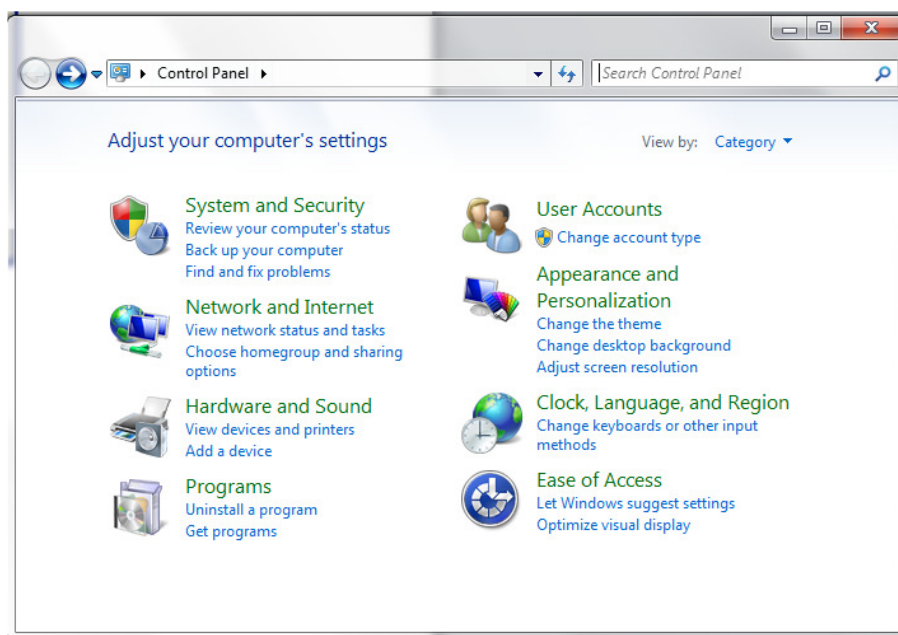 Control Panel
Search Control Panel
Adjust your computer's settings
View by: Category
System and Security
Review your computer's status
Back up your computer
Find and fix problems
Network and Internet
View network status and tasks
Choose homegroup and sharing
options
Hardware and Sound
View devices and printers
Add a device
Programs
Uninstall a program
Get programs
User Accounts
Change account type
Appearance and
Personalization
Change the theme
Change desktop background
Adjust screen resolution
Clock, Language, and Region
Change keyboards or other input
methods
Ease of Access
Let Windows suggest settings
Optimize visual display